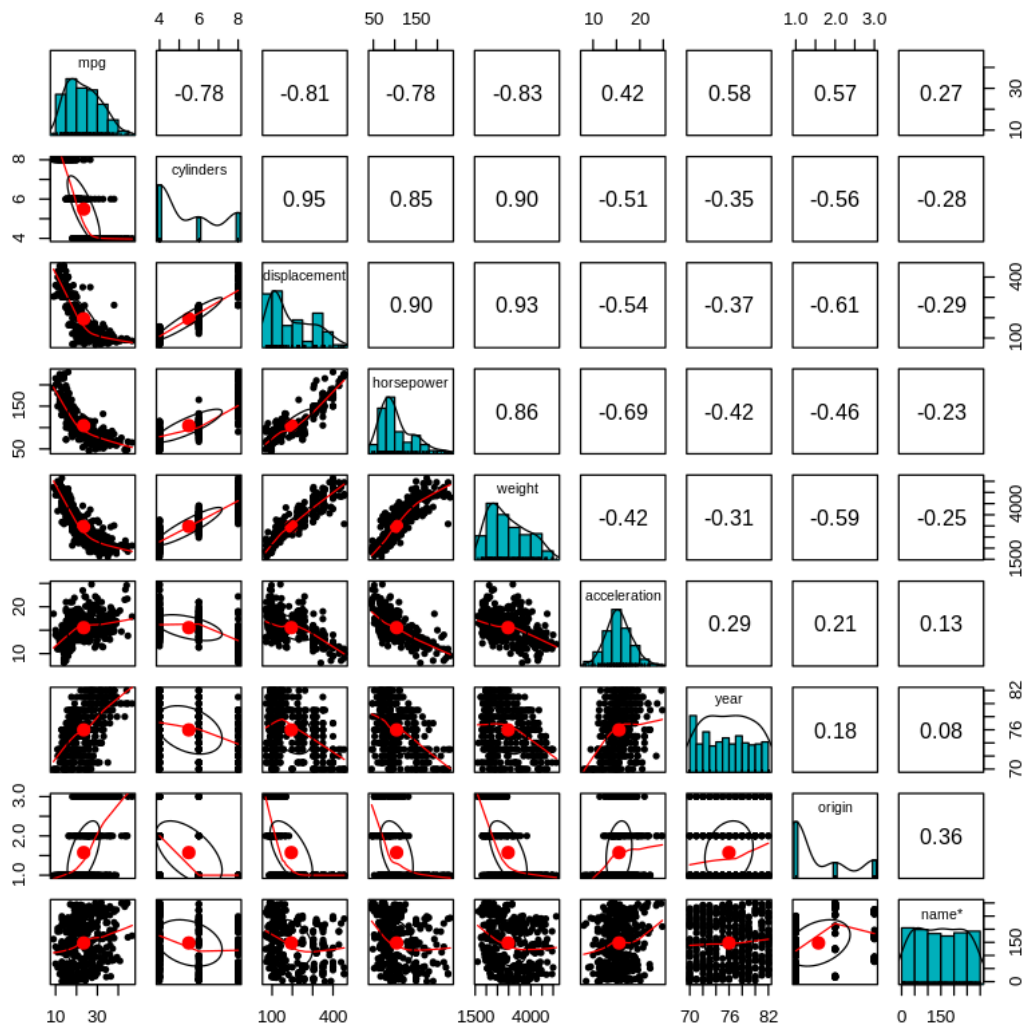 4 6 8 50 150 10 20 1.0 2.0 3.0
mpg
-0.78 -0.81 -0.78 -0.83 0.42 0.58 0.57 0.27
10 30
4 6 8
cylinders
0.95 0.85 0.90 -0.51 -0.35 -0.56 -0.28
displacement
0.90 0.93 -0.54 -0.37 -0.61 -0.29
100 400
50 150
horsepower
0.86 -0.69 -0.42 -0.46 -0.23
weight
-0.42 -0.31 -0.59 -0.25
1500 4000
10 20
acceleration
0.29 0.21 0.13
year
0.18 0.08
70 76 82
1.0 2.0 3.0
origin
0.36
name*
0 150
10 30 100 400 1500 4000 70 76 82 0 150